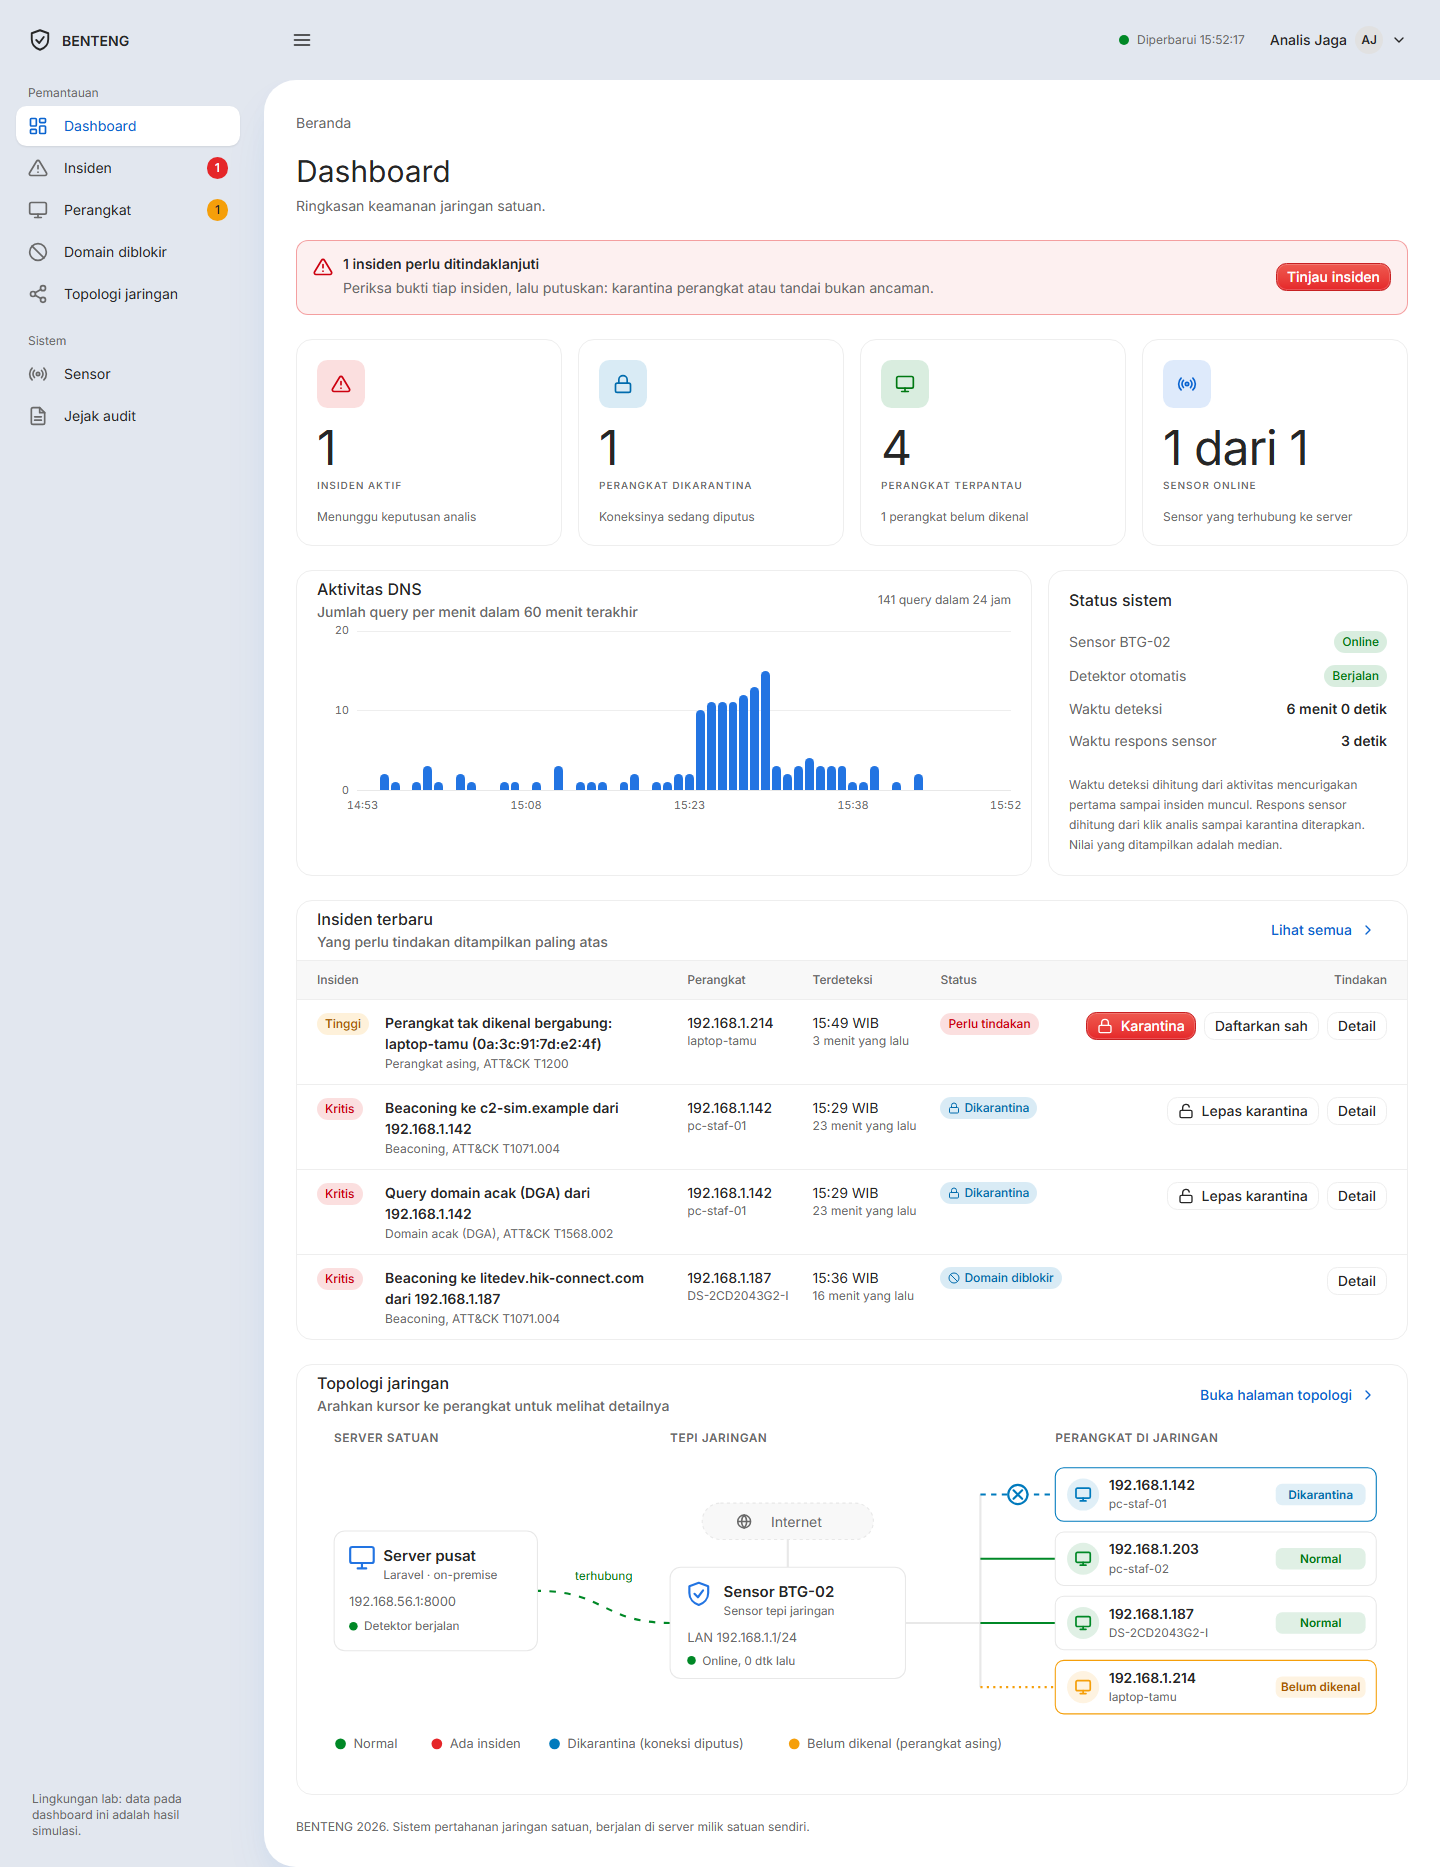 BENTENG
Diperbarui 15:52:17
Analis Jaga
AJ
Pemantauan
Dashboard
Insiden
1
Perangkat
1
Domain diblokir
Topologi jaringan
Sistem
Sensor
Jejak audit
Lingkungan lab: data pada
dashboard ini adalah hasil
simulasi.
Beranda
Dashboard
Ringkasan keamanan jaringan satuan.
1 insiden perlu ditindaklanjuti
Periksa bukti tiap insiden, lalu putuskan: karantina perangkat atau tandai bukan ancaman.
Tinjau insiden
1
INSIDEN AKTIF
Menunggu keputusan analis
1
PERANGKAT DIKARANTINA
Koneksinya sedang diputus
4
PERANGKAT TERPANTAU
1 perangkat belum dikenal
1 dari 1
SENSOR ONLINE
Sensor yang terhubung ke server
Aktivitas DNS
Jumlah query per menit dalam 60 menit terakhir
141 query dalam 24 jam
20
10
0
14:53
15:08
15:23
15:38
15:52
Status sistem
Sensor BTG-02
Online
Detektor otomatis
Berjalan
Waktu deteksi
6 menit 0 detik
Waktu respons sensor
3 detik
Waktu deteksi dihitung dari aktivitas mencurigakan
pertama sampai insiden muncul. Respons sensor
dihitung dari klik analis sampai karantina diterapkan.
Nilai yang ditampilkan adalah median.
Insiden terbaru
Yang perlu tindakan ditampilkan paling atas
Lihat semua
Insiden
Perangkat
Terdeteksi
Status
Tindakan
Tinggi
Perangkat tak dikenal bergabung:
laptop-tamu (0a:3c:91:7d:e2:4f)
Perangkat asing, ATT&CK T1200
192.168.1.214
laptop-tamu
15:49 WIB
3 menit yang lalu
Perlu tindakan
Karantina
Daftarkan sah
Detail
Kritis
Beaconing ke c2-sim.example dari
192.168.1.142
Beaconing, ATT&CK T1071.004
192.168.1.142
pc-staf-01
15:29 WIB
23 menit yang lalu
Dikarantina
Lepas karantina
Detail
Kritis
Query domain acak (DGA) dari
192.168.1.142
Domain acak (DGA), ATT&CK T1568.002
192.168.1.142
pc-staf-01
15:29 WIB
23 menit yang lalu
Dikarantina
Lepas karantina
Detail
Kritis
Beaconing ke litedev.hik-connect.com
dari 192.168.1.187
Beaconing, ATT&CK T1071.004
192.168.1.187
DS-2CD2043G2-I
15:36 WIB
16 menit yang lalu
Domain diblokir
Detail
Topologi jaringan
Arahkan kursor ke perangkat untuk melihat detailnya
Buka halaman topologi
SERVER SATUAN
TEPI JARINGAN
PERANGKAT DI JARINGAN
Server pusat
Laravel · on-premise
192.168.56.1:8000
Detektor berjalan
terhubung
Internet
Sensor BTG-02
Sensor tepi jaringan
LAN 192.168.1.1/24
Online, 0 dtk lalu
192.168.1.142
pc-staf-01
Dikarantina
192.168.1.203
pc-staf-02
Normal
192.168.1.187
DS-2CD2043G2-I
Normal
192.168.1.214
laptop-tamu
Belum dikenal
Normal
Ada insiden
Dikarantina (koneksi diputus)
Belum dikenal (perangkat asing)
BENTENG 2026. Sistem pertahanan jaringan satuan, berjalan di server milik satuan sendiri.